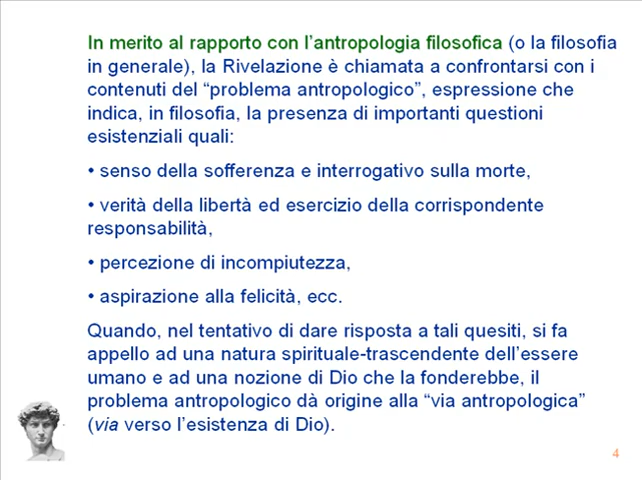 In merito al rapporto con l'antropologia filosofica (o la filosofia
in generale), la Rivelazione è chiamata a confrontarsi con i
contenuti del “problema antropologico”, espressione che
indica, in filosofia, la presenza di importanti questioni
esistenziali quali:
• senso della sofferenza e interrogativo sulla morte,
• verità della libertà ed esercizio della corrispondente
responsabilità,
• percezione di incompiutezza,
• aspirazione alla felicità, ecc.
Quando, nel tentativo di dare risposta a tali quesiti, si fa
appello ad una natura spirituale-trascendente dell'essere
umano e ad una nozione di Dio che la fonderebbe, il
problema antropologico dà origine alla “via antropologica”
(via verso l'esistenza di Dio).
4